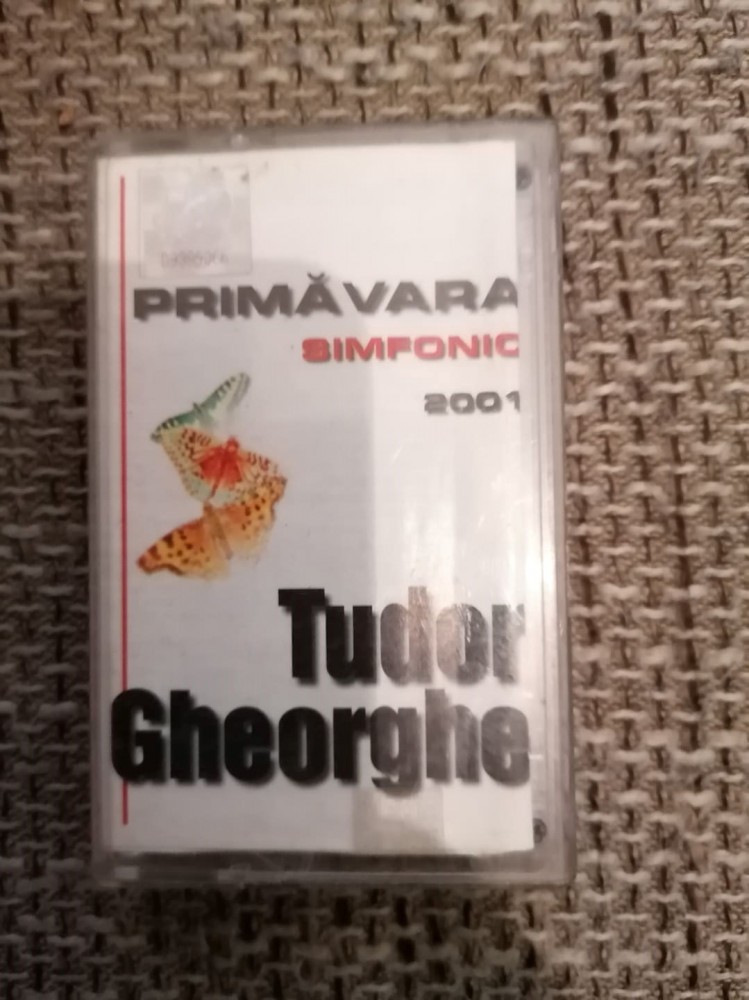 PRIMĂVARA
SIMFONIC
2001
Tudor
Gheorghe